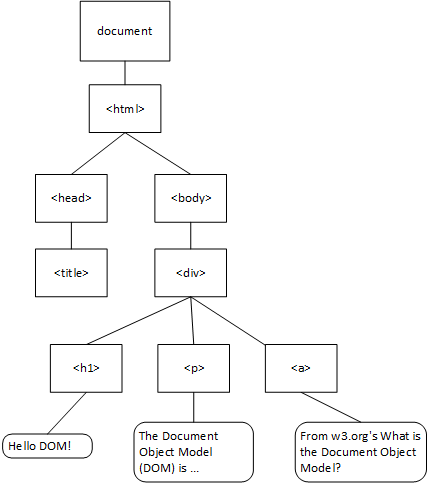 document
<html>
<head>
<body>
<title>
<div>
<h1>
<p>
<a>
Hello DOM!
The Document
Object Model
(DOM) is ...
From w3.org's What is
the Document Object
Model?